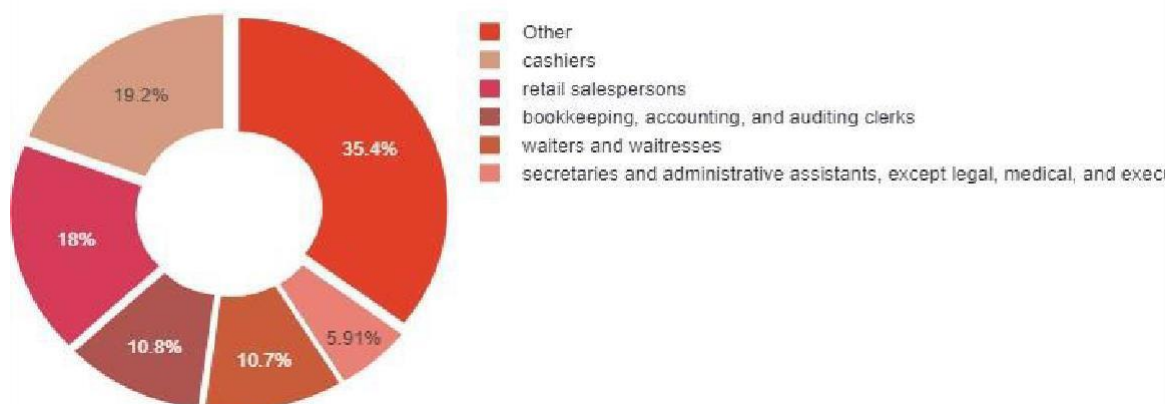 Other
cashiers
retail salespersons
bookkeeping, accounting, and auditing clerks
waiters and waitresses
secretaries and administrative assistants, except legal, medical, and execu
19.2%
35.4%
18%
10.8%
10.7%
5.91%